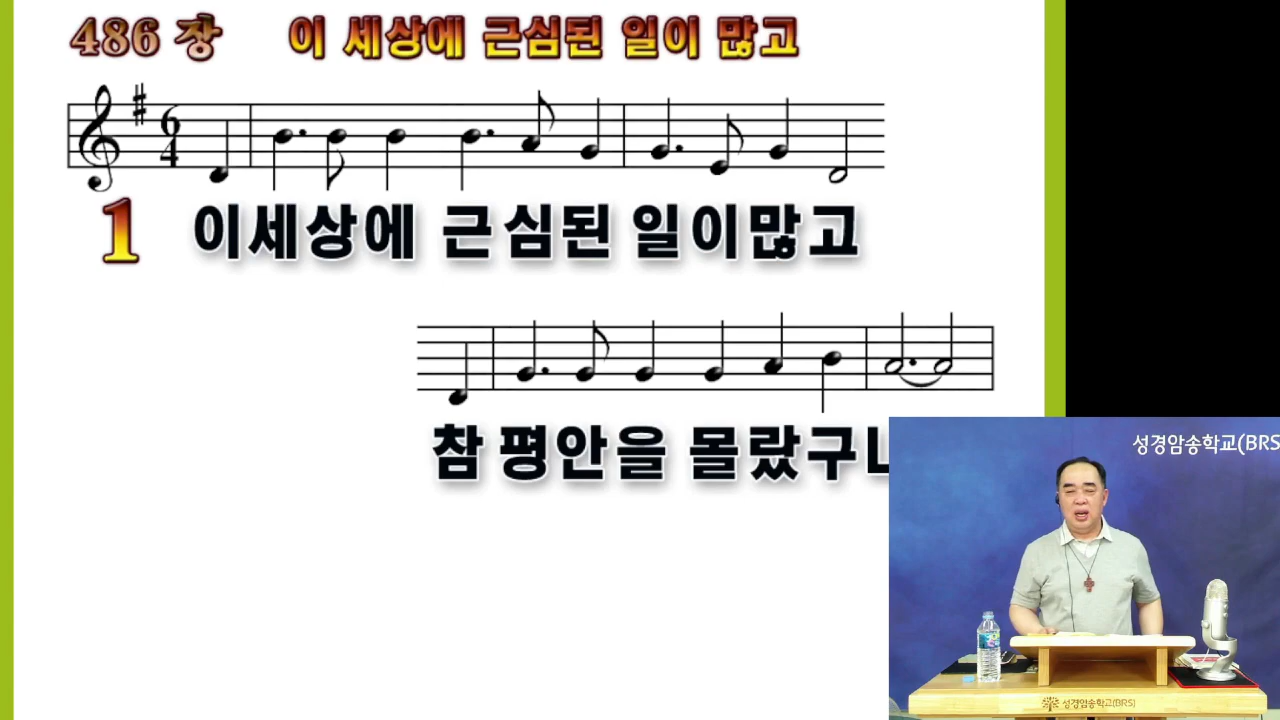 486 장 이 세상에 근심된 일이 많고
6
4
1 이세상에 근심된 일이많고
참 평안을 몰랐구
성경암송학교(BRS
성경암송학교(BRS)